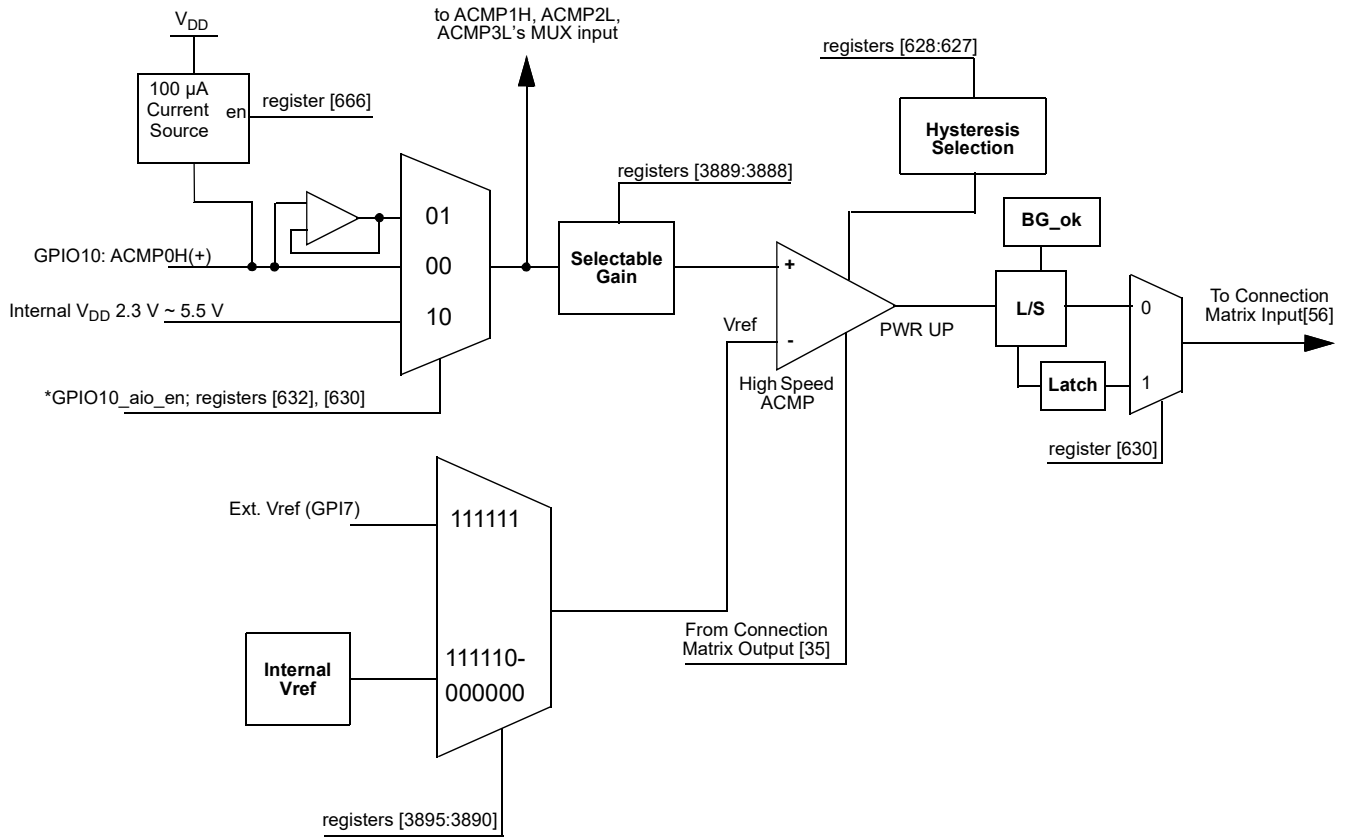 to ACMP1H, ACMP2L,
ACMP3L's MUX input
VDD
registers [628:627]
100 µA
Current
Source
en
register [666]
Hysteresis
Selection
registers [3889:3888]
01
BG_ok
GPIO10: ACMP0H(+)
00
Selectable
Gain
+
Internal VDD 2.3 V ~ 5.5 V
10
L/S
0
To Connection
Matrix Input[56]
Vref
-
PWR UP
*GPIO10_aio_en; registers [632], [630]
High Speed
ACMP
Latch
1
register [630]
Ext. Vref (GPI7)
111111
From Connection
Matrix Output [35]
Internal
Vref
111110-
000000
registers [3895:3890]